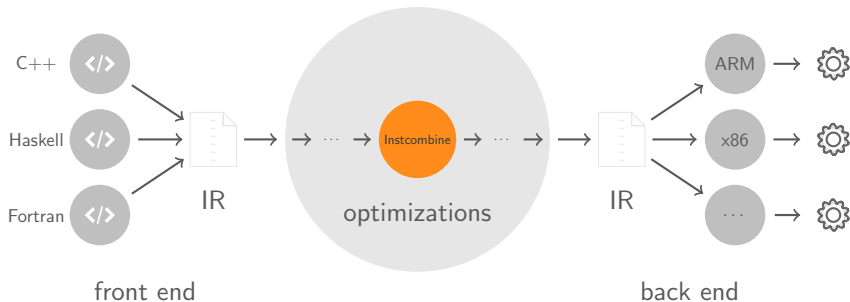 C++
</>
ARM
Haskell
</>
IR
...
Instcombine
...
IR
x86
Fortran
</>
optimizations
...
front end
back end